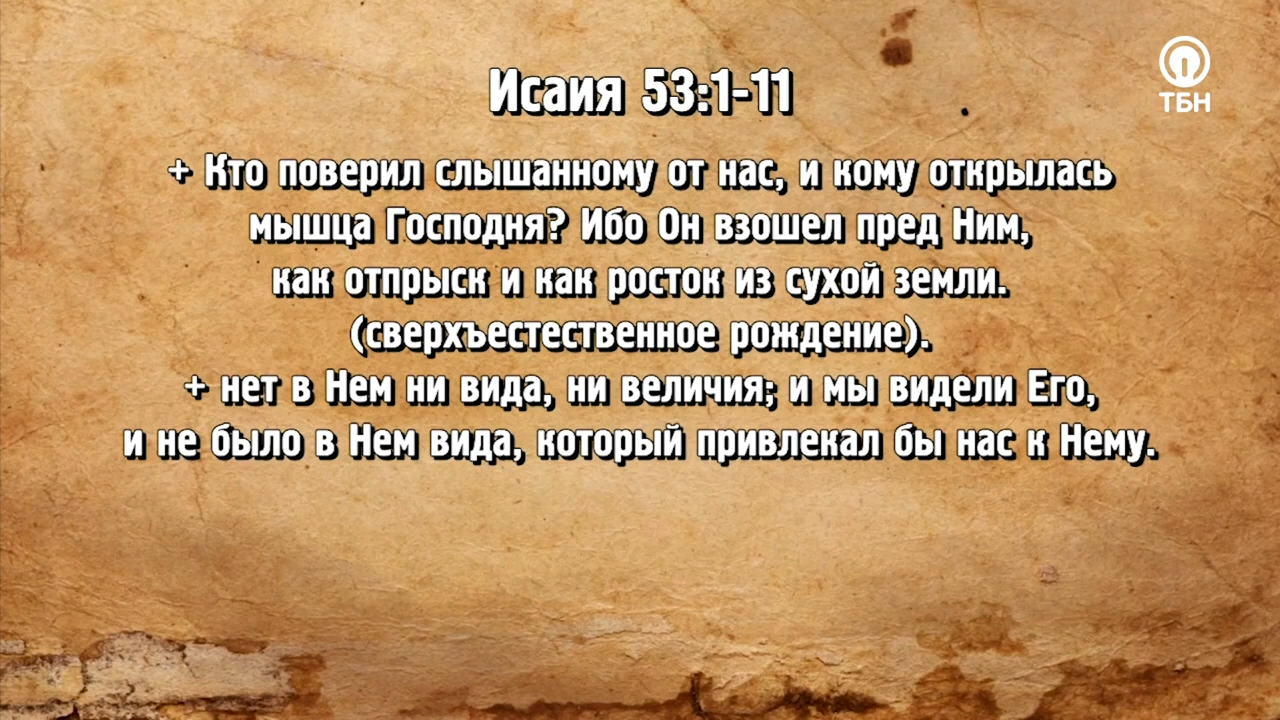 Исаия 53:1-11
ТБН
+ Кто поверил слышанному от нас, и кому открылась
мышца Господня? Ибо Он взошел пред Ним,
как отпрыск и как росток из сухой земли.
(сверхъестественное рождение).
+ нет в Нем ни вида, ни величия; и мы видели Его,
и не было в Нем вида, который привлекал бы нас к Нему.